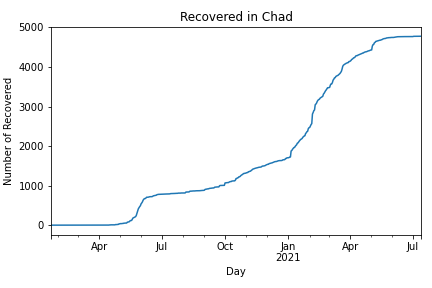 Recovered in Chad
Number of Recovered
5000
4000
3000
2000
1000
0
Apr
Jul
Oct
Jan
2021
Apr
Jul
Day